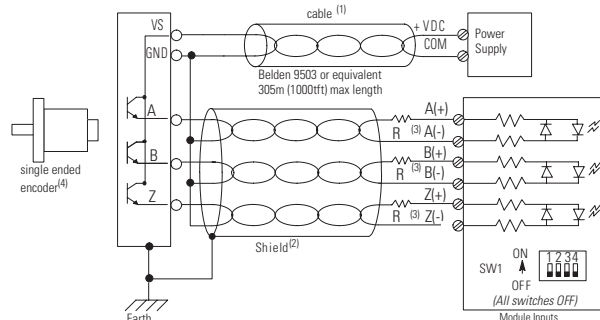 cable (1)
VS
GND
+ VDC
COM
Power
Supply
Belden 9503 or equivalent
305m (1000tft) max length
A
B
Z
A(+)
R (3) A(-)
B(+)
R (3) B(-)
Z(+)
R (3) Z(-)
single ended
encoder(4)
Shield(2)
SW1
ON
OFF
1 2 3 4
(All switches OFF)
Earth
Module Inputs